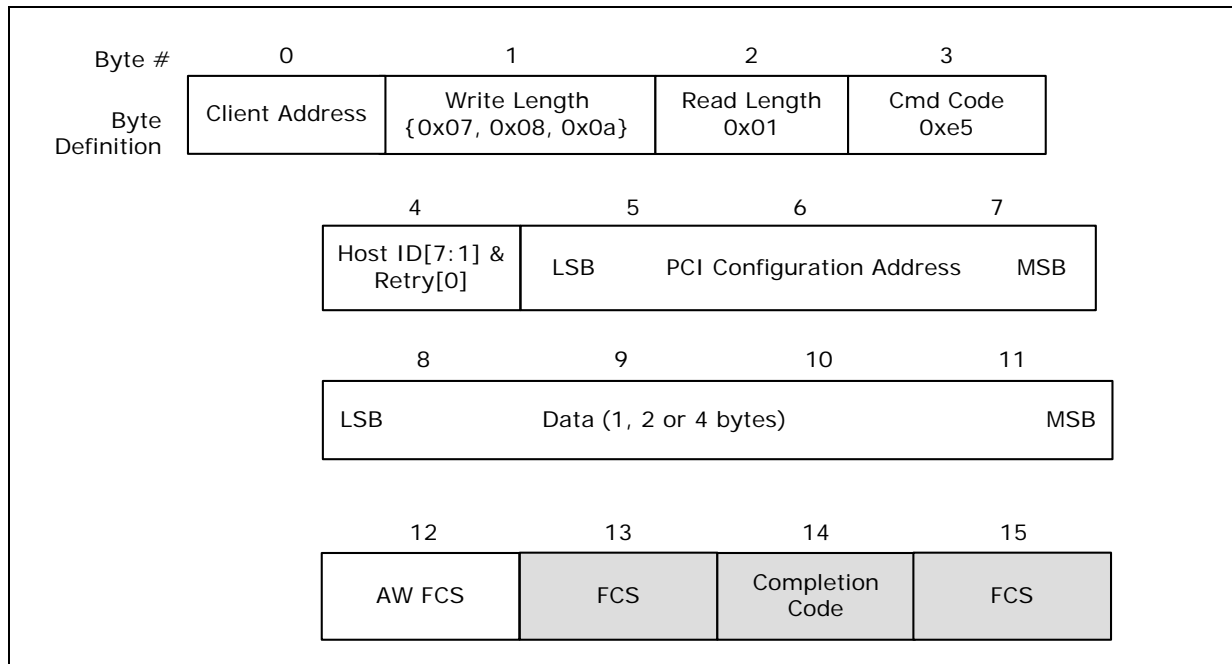 Byte # 0 1 2 3
Byte Definition
Client Address
Write Length
{0x07, 0x08, 0x0a}
Read Length
0x01
Cmd Code
0xe5
4 5 6 7
Host ID[7:1] &
Retry[0]
LSB PCI Configuration Address MSB
8 9 10 11
LSB Data (1, 2 or 4 bytes) MSB
12 13 14 15
AW FCS
FCS
Completion
Code
FCS